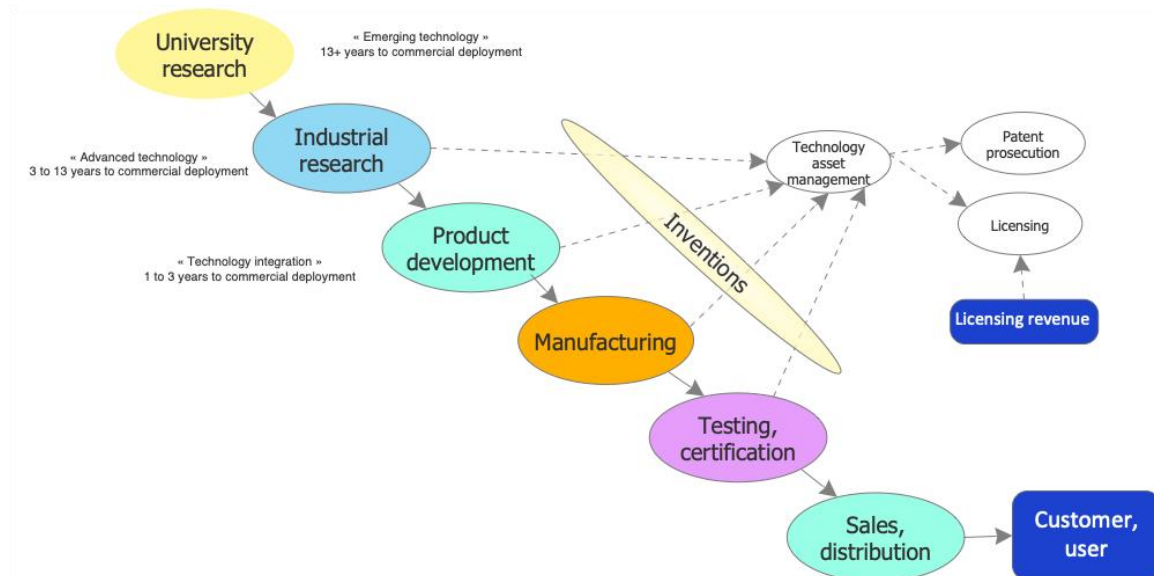 University
research
« Emerging technology »
13+ years to commercial deployment
Industrial
research
« Advanced technology »
3 to 13 years to commercial deployment
Technology
asset
management
Patent
prosecution
Licensing
Product
development
« Technology integration »
1 to 3 years to commercial deployment
Inventions
Licensing revenue
Manufacturing
Testing,
certification
Sales,
distribution
Customer,
user